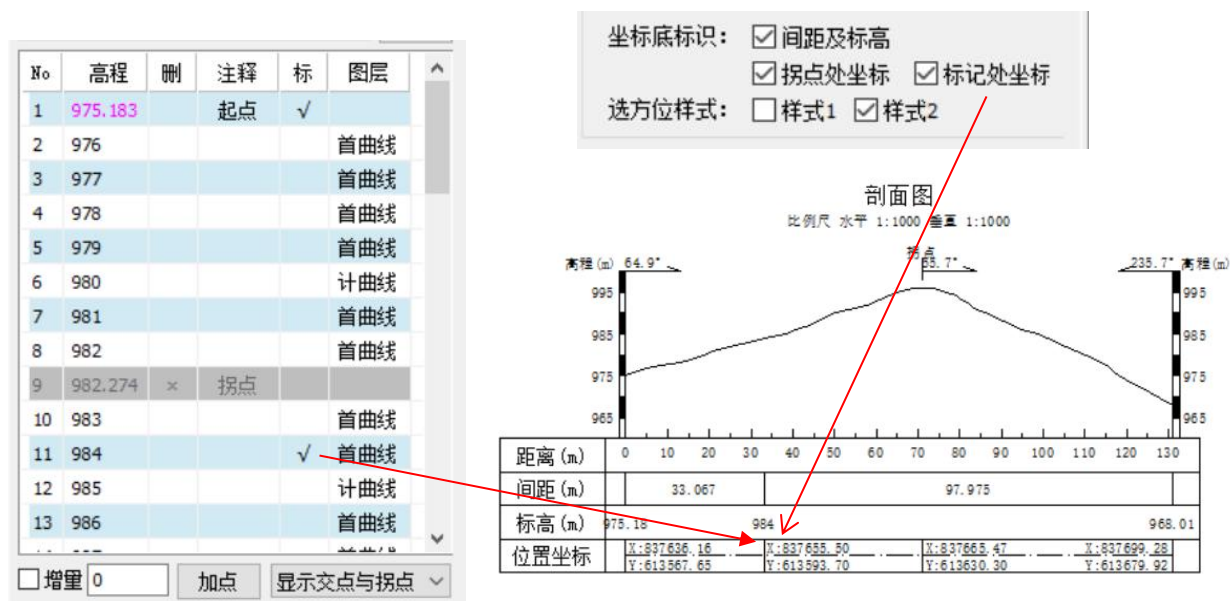 No 高程 删 注释 标 图层
1 975.183 起点 √
2 976 首曲线
3 977 首曲线
4 978 首曲线
5 979 首曲线
6 980 计曲线
7 981 首曲线
8 982 首曲线
9 982.274 × 拐点
10 983 首曲线
11 984 √ 首曲线
12 985 计曲线
13 986 首曲线
增量 0 加点 显示交点与拐点
坐标底标识: 间距及标高
拐点处坐标 标记处坐标
选方位样式: 样式1 样式2
剖面图
比例尺 水平 1:1000 垂直 1:1000
拐点
高程(m) 64.9° 55.7° 235.7° 高程(m)
995 995
985 985
975 975
965 965
距离(m) 0 10 20 30 40 50 60 70 80 90 100 110 120 130
间距(m) 33.067 97.975
标高(m) 975.18 984 968.01
位置坐标 X:837636.16 X:837655.50 X:837665.47 X:837699.28
Y:613567.65 Y:613593.70 Y:613630.30 Y:613679.92